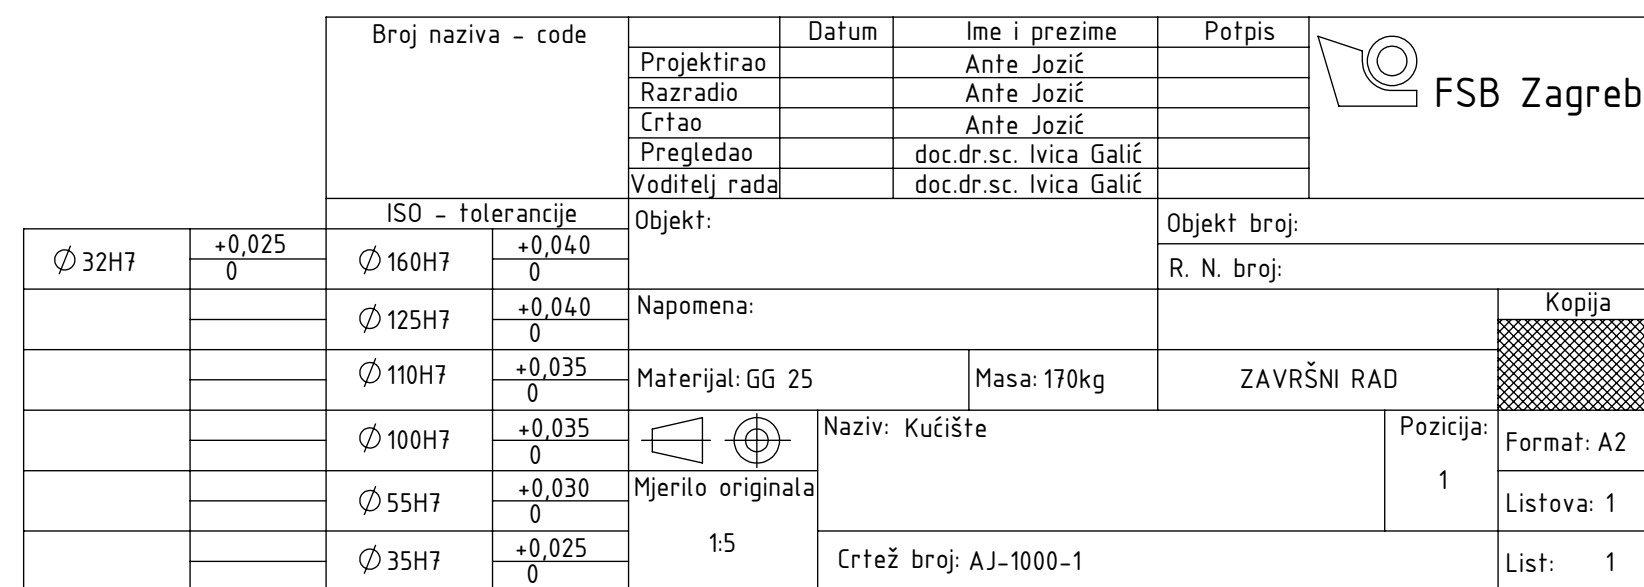 Broj naziva - code
Datum Ime i prezime Potpis
Projektirao Ante Jozić
Razradio Ante Jozić
Crtao Ante Jozić
Pregledao doc.dr.sc. Ivica Galić
Voditelj rada doc.dr.sc. Ivica Galić
FSB Zagreb
ISO - tolerancije
Objekt:
Objekt broj:
R. N. broj:
Ø 32H7 +0,025 0
Ø 160H7 +0,040 0
Ø 125H7 +0,040 0
Ø 110H7 +0,035 0
Ø 100H7 +0,035 0
Ø 55H7 +0,030 0
Ø 35H7 +0,025 0
Napomena:
Kopija
Materijal: GG 25
Masa: 170kg
ZAVRŠNI RAD
Naziv: Kućište
Pozicija:
1
Format: A2
Mjerilo originala
1:5
Listova: 1
Crtež broj: AJ-1000-1
List: 1